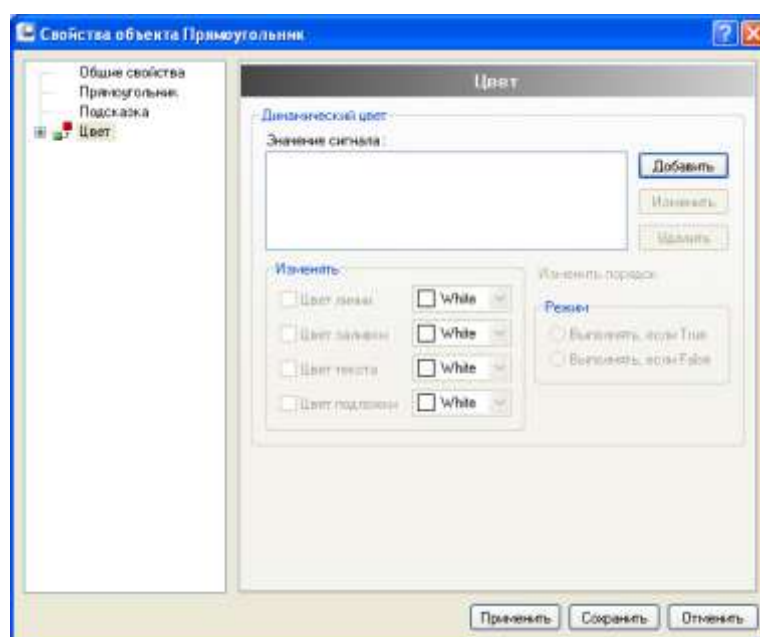 Свойства объекта Прямоугольник
Общие свойства
Прямоугольник
Подсказка
Цвет
Цвет
Динамический цвет
Значение сигнала :
Добавить
Изменить
Удалить
Изменять
Изменить порядок
Цвет линии
White
Режим
Цвет заливки
White
Выполнять, если True
Выполнять, если False
Цвет текста
White
Цвет подложки
White
Применить
Сохранить
Отменить